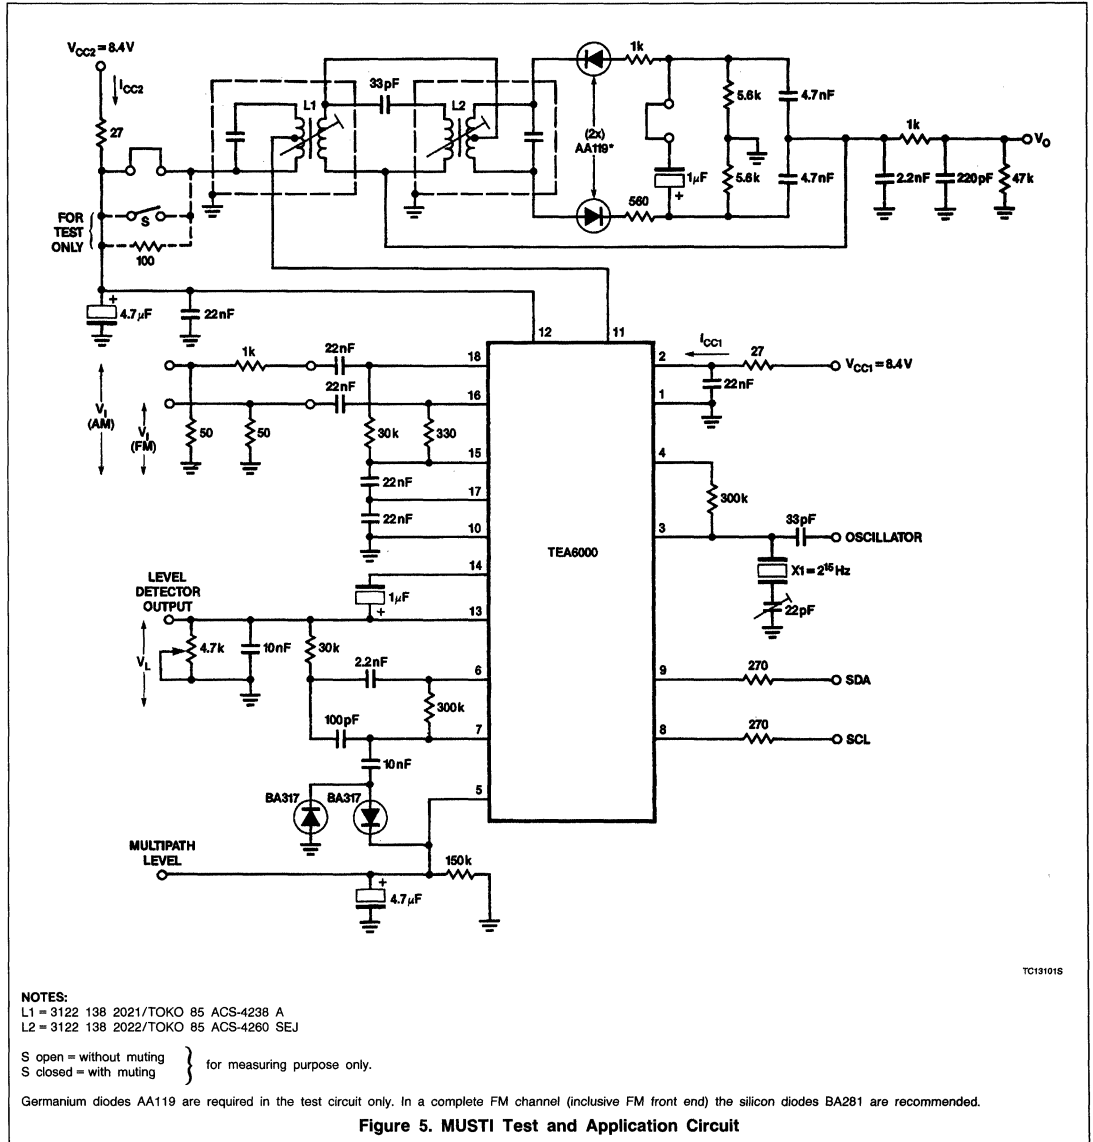 VCC2 = 8.4V
ICC2
27
L1
33pF
L2
1k
(2x)
AA119*
1µF
+
560
5.6k
5.6k
4.7nF
4.7nF
1k
VO
2.2nF
220pF
47k
FOR
TEST
ONLY
S
100
+
4.7µF
22nF
12
11
1k
22nF
18
22nF
16
VI
(AM)
VI
(FM)
50
50
30k
330
15
22nF
17
22nF
10
14
1µF
+
13
TEA6000
2
ICC1
27
VCC1 = 8.4V
22nF
1
4
300k
3
33pF
OSCILLATOR
X1 = 2^15 Hz
22pF
LEVEL
DETECTOR
OUTPUT
VL
4.7k
10nF
30k
2.2nF
6
300k
100pF
7
10nF
9
270
SDA
8
270
SCL
BA317
BA317
5
MULTIPATH
LEVEL
150k
+
4.7µF
TC13101S
NOTES:
L1 = 3122 138 2021/TOKO 85 ACS-4238 A
L2 = 3122 138 2022/TOKO 85 ACS-4260 SEJ
S open = without muting
S closed = with muting
} for measuring purpose only.
Germanium diodes AA119 are required in the test circuit only. In a complete FM channel (inclusive FM front end) the silicon diodes BA281 are recommended.
Figure 5. MUSTI Test and Application Circuit